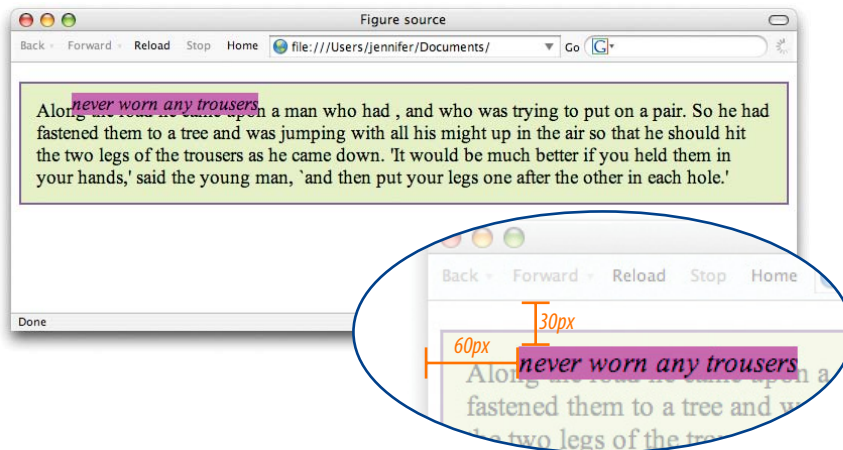 Figure source
Back Forward Reload Stop Home file:///Users/jennifer/Documents/ Go G
never worn any trousers
Along the road he came upon a man who had , and who was trying to put on a pair. So he had
fastened them to a tree and was jumping with all his might up in the air so that he should hit
the two legs of the trousers as he came down. 'It would be much better if you held them in
your hands,' said the young man, `and then put your legs one after the other in each hole.'
Done
Back Forward Reload Stop Home
30px
60px
never worn any trousers
Along the road he came upon a
fastened them to a tree and w
the two legs of the